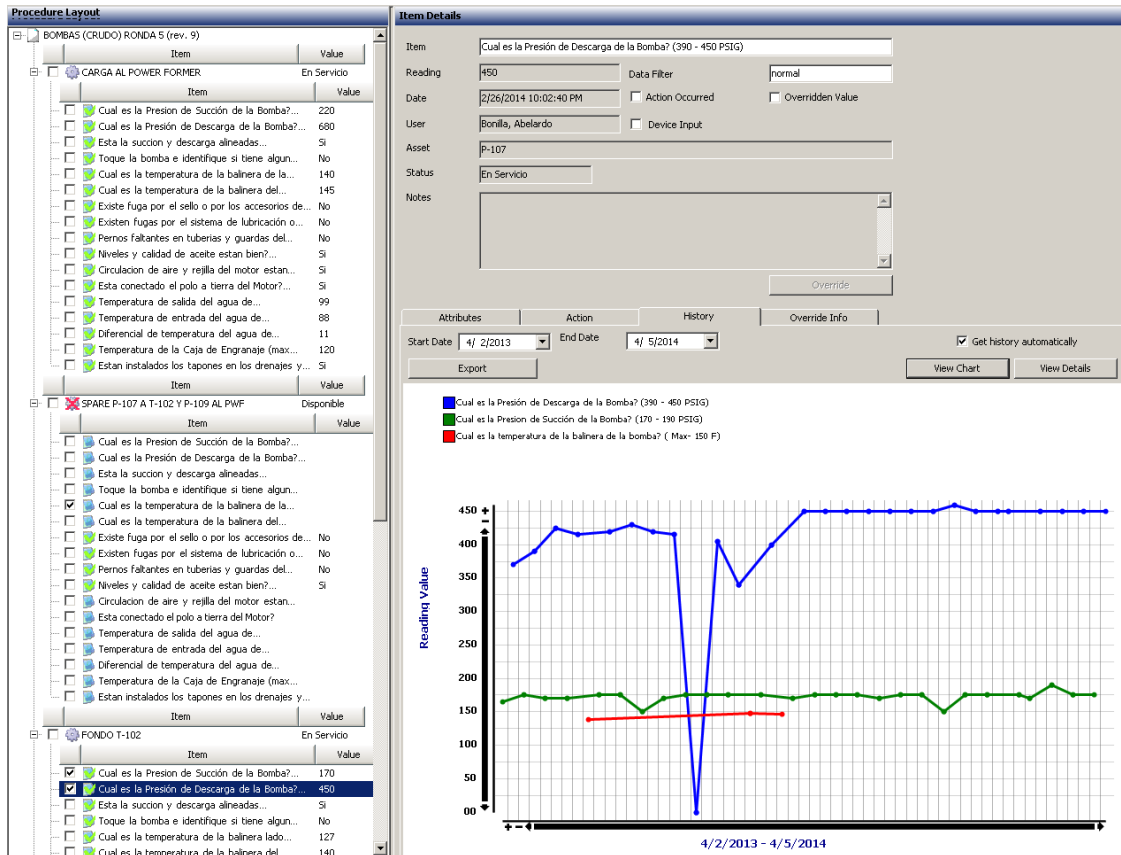 Procedure Layout
BOMBAS (CRUDO) RONDA 5 (rev. 9)
Item Value
CARGA AL POWER FORMER En Servicio
Item Value
Cual es la Presion de Succión de la Bomba?... 220
Cual es la Presión de Descarga de la Bomba?... 680
Esta la succion y descarga alineadas... Si
Toque la bomba e identifique si tiene algun... No
Cual es la temperatura de la balinera de la... 140
Cual es la temperatura de la balinera del... 145
Existe fuga por el sello o por los accesorios de... No
Existen fugas por el sistema de lubricación o... No
Pernos faltantes en tuberias y guardas del... No
Niveles y calidad de aceite estan bien?... Si
Circulacion de aire y rejilla del motor estan... Si
Esta conectado el polo a tierra del Motor?... Si
Temperatura de salida del agua de... 99
Temperatura de entrada del agua de... 88
Diferencial de temperatura del agua de... 11
Temperatura de la Caja de Engranaje (max... 120
Estan instalados los tapones en los drenajes y... Si
Item Value
SPARE P-107 A T-102 Y P-109 AL PWF Disponible
Item Value
Cual es la Presion de Succión de la Bomba?...
Cual es la Presión de Descarga de la Bomba?...
Esta la succion y descarga alineadas...
Toque la bomba e identifique si tiene algun...
Cual es la temperatura de la balinera de la...
Cual es la temperatura de la balinera del...
Existe fuga por el sello o por los accesorios de... No
Existen fugas por el sistema de lubricación o... No
Pernos faltantes en tuberias y guardas del... No
Niveles y calidad de aceite estan bien?... Si
Circulacion de aire y rejilla del motor estan...
Esta conectado el polo a tierra del Motor?
Temperatura de salida del agua de...
Temperatura de entrada del agua de...
Diferencial de temperatura del agua de...
Temperatura de la Caja de Engranaje (max...
Estan instalados los tapones en los drenajes y...
Item Value
FONDO T-102 En Servicio
Item Value
Cual es la Presion de Succión de la Bomba?... 170
Cual es la Presión de Descarga de la Bomba?... 450
Esta la succion y descarga alineadas... Si
Toque la bomba e identifique si tiene algun... No
Cual es la temperatura de la balinera lado... 127
Cual es la temperatura de la balinera del... 140
Item Details
Item Cual es la Presión de Descarga de la Bomba? (390 - 450 PSIG)
Reading 450 Data Filter normal
Date 2/26/2014 10:02:40 PM Action Occurred Overridden Value
User Bonilla, Abelardo Device Input
Asset P-107
Status En Servicio
Notes
Override
Attributes Action History Override Info
Start Date 4/ 2/2013 End Date 4/ 5/2014 Get history automatically
Export View Chart View Details
Cual es la Presión de Descarga de la Bomba? (390 - 450 PSIG)
Cual es la Presion de Succión de la Bomba? (170 - 190 PSIG)
Cual es la temperatura de la balinera de la bomba? ( Max- 150 F)
Reading Value
450 +
-
400
350
300
250
200
150
100
50
00
+ -
4/2/2013 - 4/5/2014